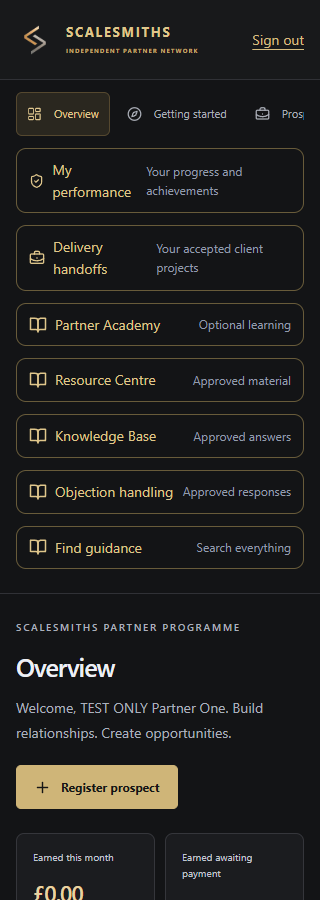 SCALESMITHS
INDEPENDENT PARTNER NETWORK
Sign out
Overview
Getting started
Prosp
My performance
Your progress and achievements
Delivery handoffs
Your accepted client projects
Partner Academy
Optional learning
Resource Centre
Approved material
Knowledge Base
Approved answers
Objection handling
Approved responses
Find guidance
Search everything
SCALESMITHS PARTNER PROGRAMME
Overview
Welcome, TEST ONLY Partner One. Build
relationships. Create opportunities.
Register prospect
Earned this month
£0.00
Earned awaiting
payment